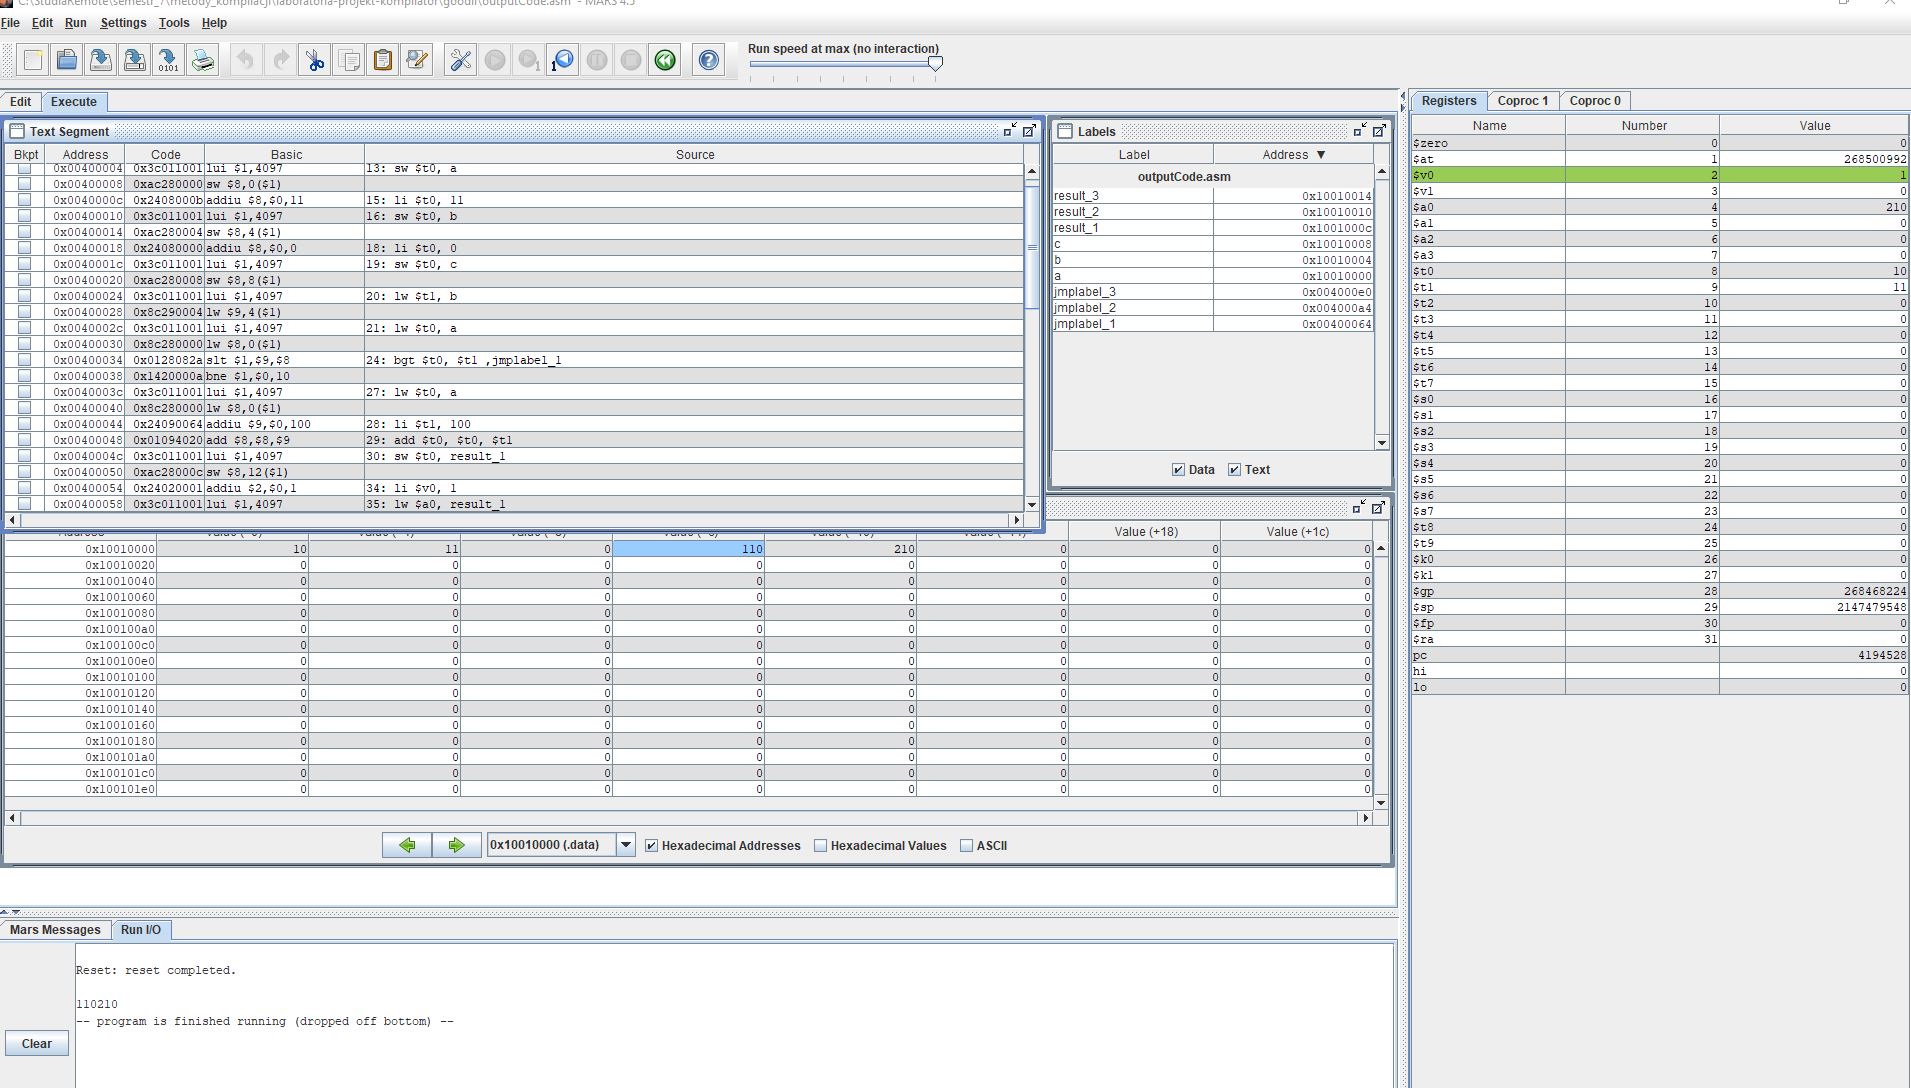 C:\StudiaRemote\semestr_7\metody_kompilacji\laboratoria-projekt-kompilator\goodif\outputCode.asm - MARS 4.5
File Edit Run Settings Tools Help
Run speed at max (no interaction)
Edit Execute
Text Segment
Bkpt Address Code Basic Source
0x00400004 0x3c011001 lui $1,4097 13: sw $t0, a
0x00400008 0xac280000 sw $8,0($1)
0x0040000c 0x2408000b addiu $8,$0,11 15: li $t0, 11
0x00400010 0x3c011001 lui $1,4097 16: sw $t0, b
0x00400014 0xac280004 sw $8,4($1)
0x00400018 0x24080000 addiu $8,$0,0 18: li $t0, 0
0x0040001c 0x3c011001 lui $1,4097 19: sw $t0, c
0x00400020 0xac280008 sw $8,8($1)
0x00400024 0x3c011001 lui $1,4097 20: lw $t1, b
0x00400028 0x8c290004 lw $9,4($1)
0x0040002c 0x3c011001 lui $1,4097 21: lw $t0, a
0x00400030 0x8c280000 lw $8,0($1)
0x00400034 0x0128082a slt $1,$9,$8 24: bgt $t0, $t1 ,jmplabel_1
0x00400038 0x1420000a bne $1,$0,10
0x0040003c 0x3c011001 lui $1,4097 27: lw $t0, a
0x00400040 0x8c280000 lw $8,0($1)
0x00400044 0x24090064 addiu $9,$0,100 28: li $t1, 100
0x00400048 0x01094020 add $8,$8,$9 29: add $t0, $t0, $t1
0x0040004c 0x3c011001 lui $1,4097 30: sw $t0, result_1
0x00400050 0xac28000c sw $8,12($1)
0x00400054 0x24020001 addiu $2,$0,1 34: li $v0, 1
0x00400058 0x3c011001 lui $1,4097 35: lw $a0, result_1
Labels
Label Address ▼
outputCode.asm
result_3 0x10010014
result_2 0x10010010
result_1 0x1001000c
c 0x10010008
b 0x10010004
a 0x10010000
jmplabel_3 0x004000e0
jmplabel_2 0x004000a4
jmplabel_1 0x00400064
Data Text
Value (+18) Value (+1c)
0x10010000 10 11 0 110 210 0 0 0
0x10010020 0 0 0 0 0 0 0 0
0x10010040 0 0 0 0 0 0 0 0
0x10010060 0 0 0 0 0 0 0 0
0x10010080 0 0 0 0 0 0 0 0
0x100100a0 0 0 0 0 0 0 0 0
0x100100c0 0 0 0 0 0 0 0 0
0x100100e0 0 0 0 0 0 0 0 0
0x10010100 0 0 0 0 0 0 0 0
0x10010120 0 0 0 0 0 0 0 0
0x10010140 0 0 0 0 0 0 0 0
0x10010160 0 0 0 0 0 0 0 0
0x10010180 0 0 0 0 0 0 0 0
0x100101a0 0 0 0 0 0 0 0 0
0x100101c0 0 0 0 0 0 0 0 0
0x100101e0 0 0 0 0 0 0 0 0
0x10010000 (.data) Hexadecimal Addresses Hexadecimal Values ASCII
Mars Messages Run I/O
Reset: reset completed.
110210
-- program is finished running (dropped off bottom) --
Clear
Registers Coproc 1 Coproc 0
Name Number Value
$zero 0 0
$at 1 268500992
$v0 2 1
$v1 3 0
$a0 4 210
$a1 5 0
$a2 6 0
$a3 7 0
$t0 8 10
$t1 9 11
$t2 10 0
$t3 11 0
$t4 12 0
$t5 13 0
$t6 14 0
$t7 15 0
$s0 16 0
$s1 17 0
$s2 18 0
$s3 19 0
$s4 20 0
$s5 21 0
$s6 22 0
$s7 23 0
$t8 24 0
$t9 25 0
$k0 26 0
$k1 27 0
$gp 28 268468224
$sp 29 2147479548
$fp 30 0
$ra 31 0
pc 4194528
hi 0
lo 0